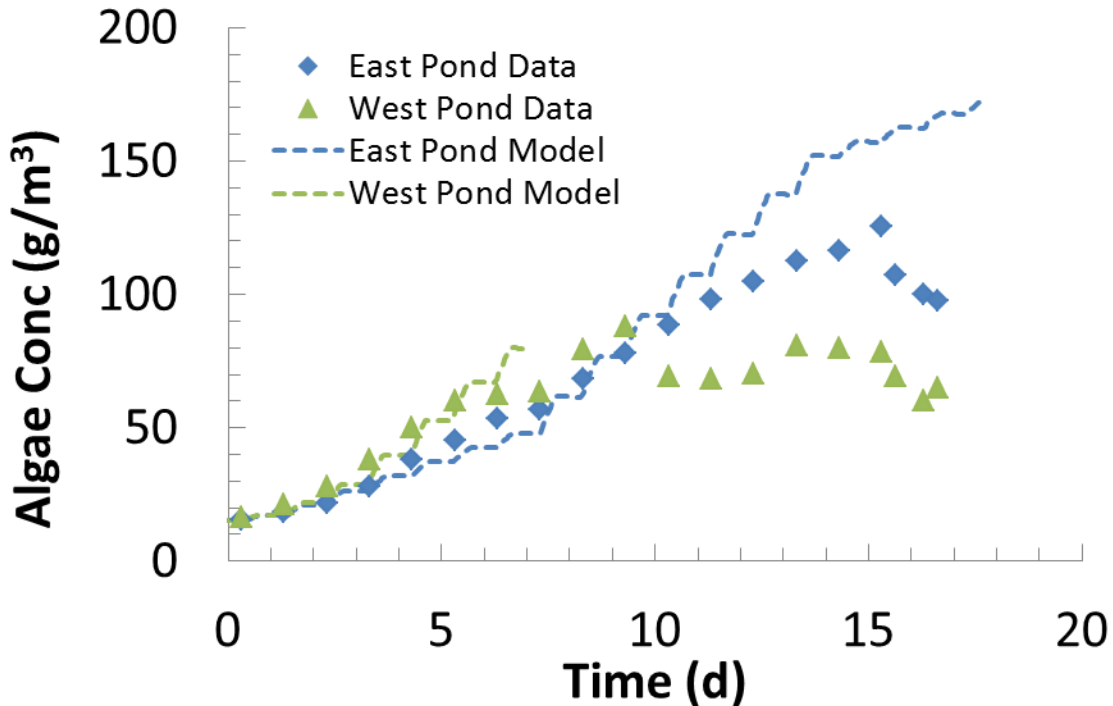 Algae Conc (g/m³)
200
150
100
50
0
East Pond Data
West Pond Data
East Pond Model
West Pond Model
0 5 10 15 20
Time (d)